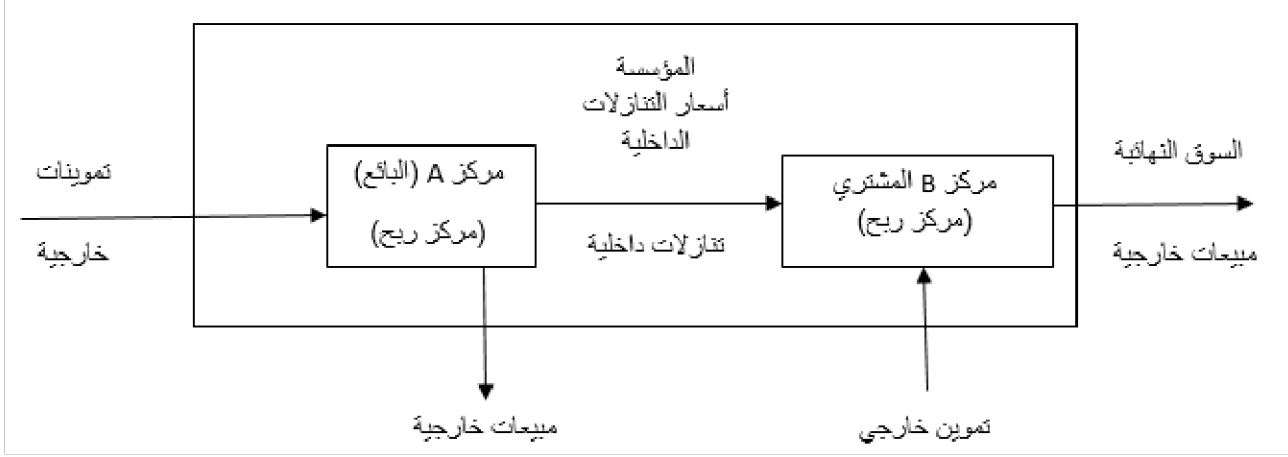 المؤسسة
أسعار التنازلات
الداخلية
تموينات
خارجية
مركز A (البائع)
(مركز ربح)
تنازلات داخلية
مركز B المشتري
(مركز ربح)
السوق النهائية
مبيعات خارجية
مبيعات خارجية
تموين خارجي